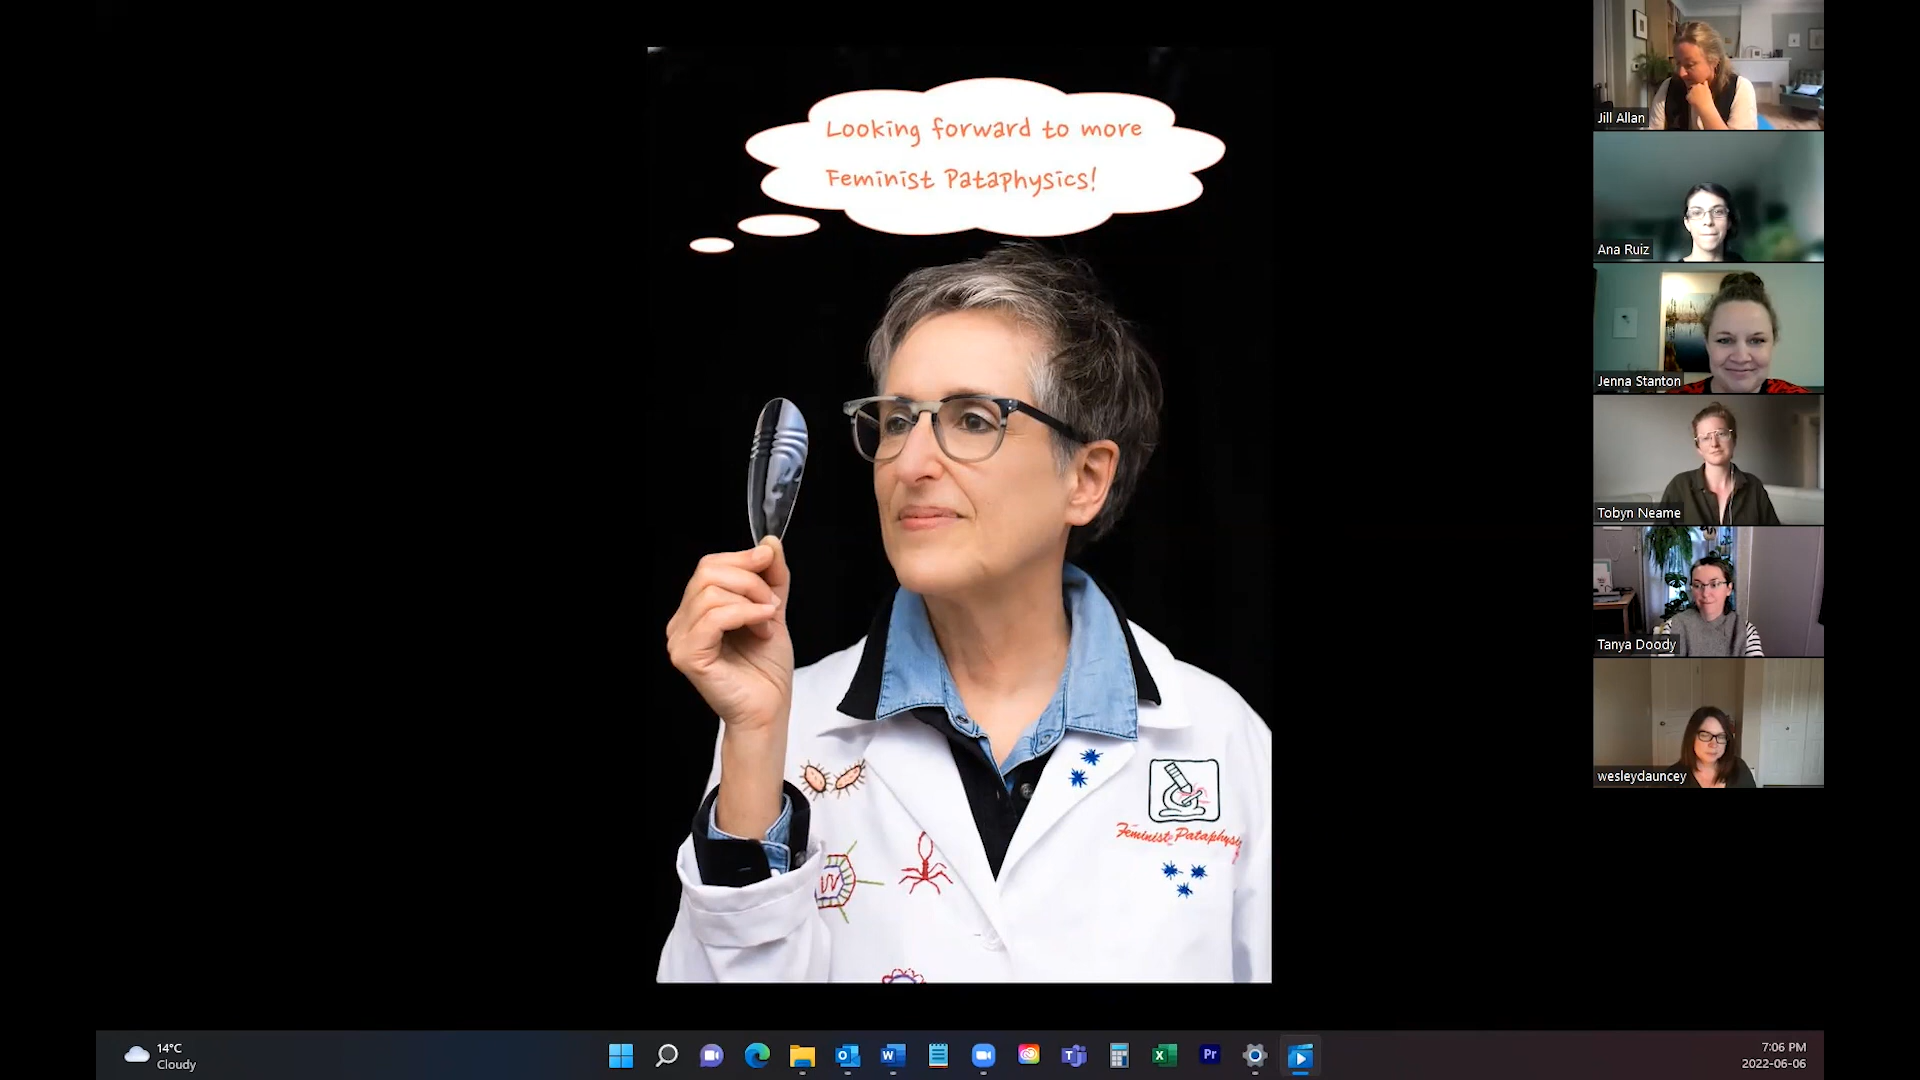 Looking forward to more
Feminist Pataphysics!
Feminist Pataphysi
Jill Allan
Ana Ruiz
Jenna Stanton
Tobyn Neame
Tanya Doody
wesleydauncey
14°C
Cloudy
7:06 PM
2022-06-06